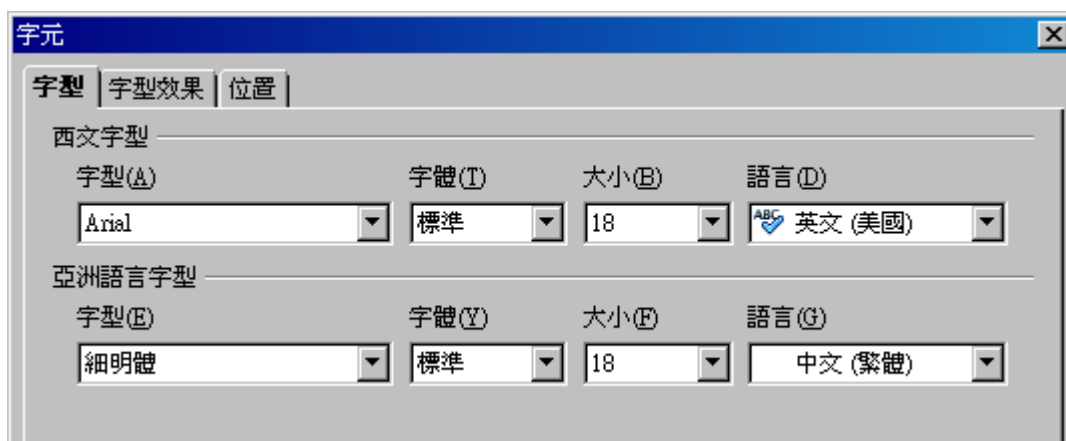 字元
字型 字型效果 位置
西文字型
字型(A) 字體(T) 大小(B) 語言(D)
Arial 標準 18 ABC 英文 (美國)
亞洲語言字型
字型(E) 字體(Y) 大小(F) 語言(G)
細明體 標準 18 中文 (繁體)